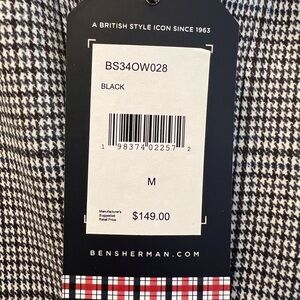 A BRITISH STYLE ICON SINCE 1963
BS34OW028
BLACK
1 98374 02257 2
M
Manufacturer's
Suggested
Retail Price
$149.00
BENSHERMAN.COM